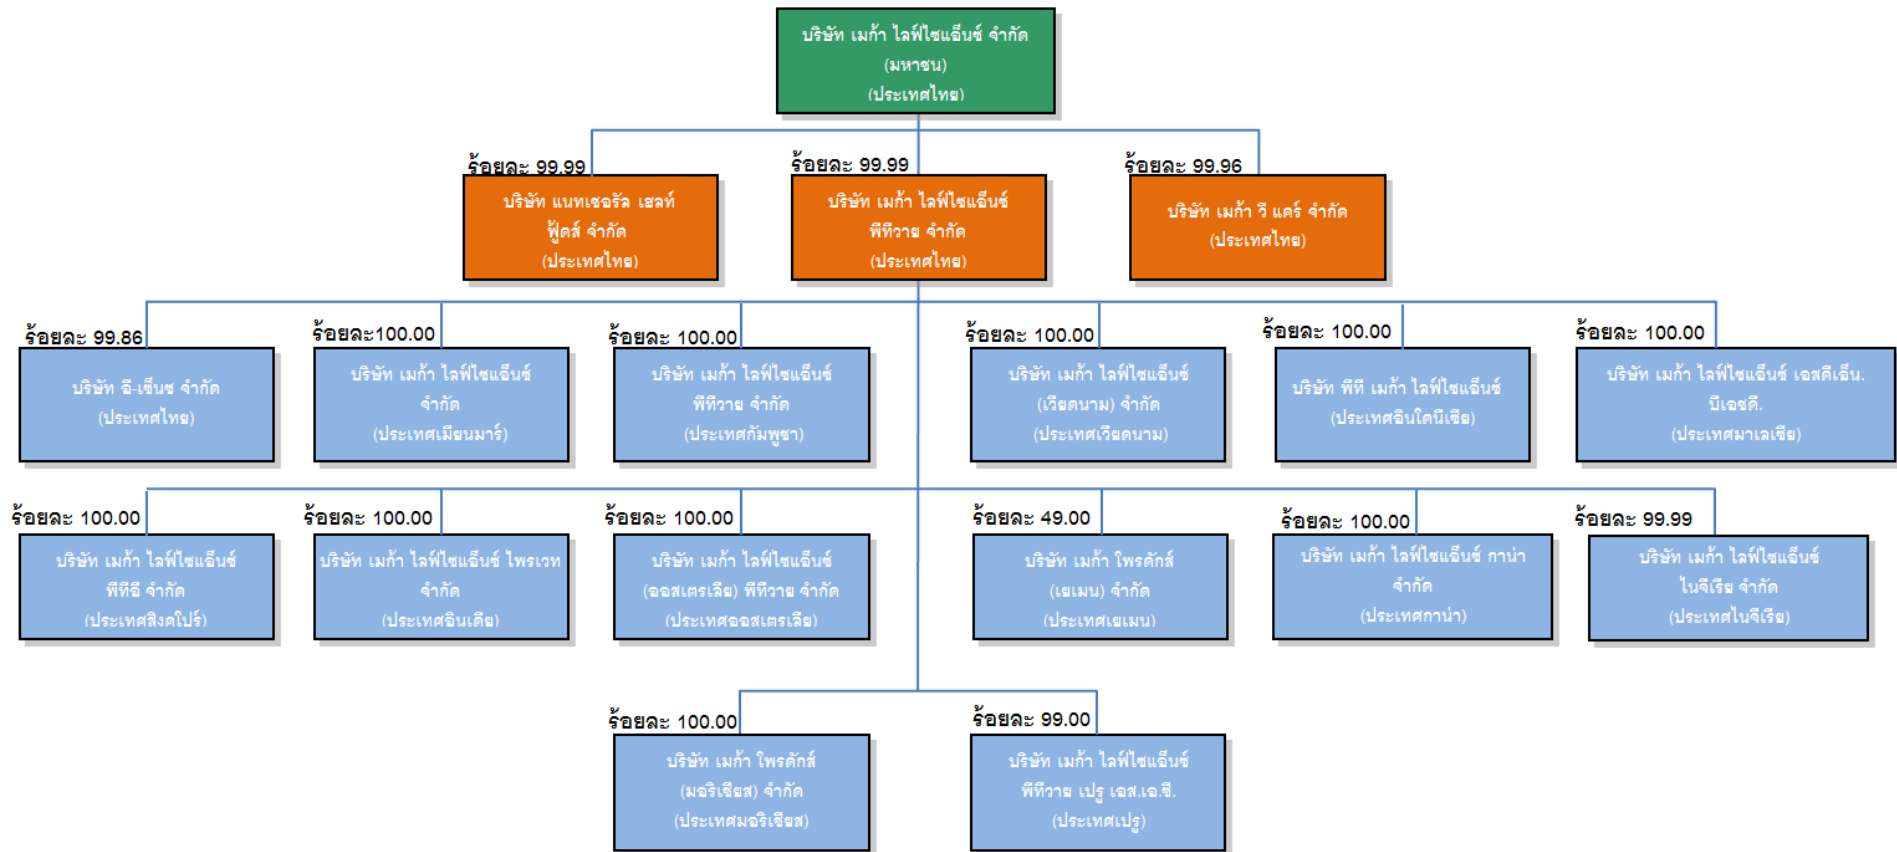 บริษัท เมก้า ไลฟ์ไซแอ็นซ์ จำกัด
(มหาชน)
(ประเทศไทย)
ร้อยละ 99.99
ร้อยละ 99.99
ร้อยละ 99.96
บริษัท แนทเชอรัล เฮลท์
ฟู้ดส์ จำกัด
(ประเทศไทย)
บริษัท เมก้า ไลฟ์ไซแอ็นซ์
พีทีวาย จำกัด
(ประเทศไทย)
บริษัท เมก้า วี แคร์ จำกัด
(ประเทศไทย)
ร้อยละ 99.86
ร้อยละ100.00
ร้อยละ 100.00
ร้อยละ 100.00
ร้อยละ 100.00
ร้อยละ 100.00
บริษัท อี-เซ็นซ จำกัด
(ประเทศไทย)
บริษัท เมก้า ไลฟ์ไซแอ็นซ์
จำกัด
(ประเทศเมียนมาร์)
บริษัท เมก้า ไลฟ์ไซแอ็นซ์
พีทีวาย จำกัด
(ประเทศกัมพูชา)
บริษัท เมก้า ไลฟ์ไซแอ็นซ์
(เวียดนาม) จำกัด
(ประเทศเวียดนาม)
บริษัท พีที เมก้า ไลฟ์ไซแอ็นซ์
(ประเทศอินโดนีเซีย)
บริษัท เมก้า ไลฟ์ไซแอ็นซ์ เอสดีเอ็น.
บีเอชดี.
(ประเทศมาเลเซีย)
ร้อยละ 100.00
ร้อยละ 100.00
ร้อยละ 100.00
ร้อยละ 49.00
ร้อยละ 100.00
ร้อยละ 99.99
บริษัท เมก้า ไลฟ์ไซแอ็นซ์
พีทีอี จำกัด
(ประเทศสิงคโปร์)
บริษัท เมก้า ไลฟ์ไซแอ็นซ์ ไพรเวท
จำกัด
(ประเทศอินเดีย)
บริษัท เมก้า ไลฟ์ไซแอ็นซ์
(ออสเตรเลีย) พีทีวาย จำกัด
(ประเทศออสเตรเลีย)
บริษัท เมก้า โพรดักส์
(เยเมน) จำกัด
(ประเทศเยเมน)
บริษัท เมก้า ไลฟ์ไซแอ็นซ์ กาน่า
จำกัด
(ประเทศกาน่า)
บริษัท เมก้า ไลฟ์ไซแอ็นซ์
ไนจีเรีย จำกัด
(ประเทศไนจีเรีย)
ร้อยละ 100.00
ร้อยละ 99.00
บริษัท เมก้า โพรดักส์
(มอริเชียส) จำกัด
(ประเทศมอริเชียส)
บริษัท เมก้า ไลฟ์ไซแอ็นซ์
พีทีวาย เปรู เอส.เอ.ซี.
(ประเทศเปรู)